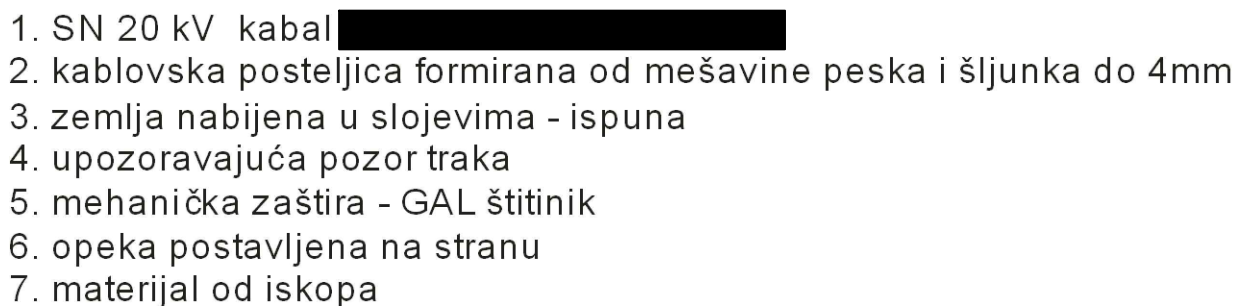 1. SN 20 kV kabal
2. kablovska posteljica formirana od mešavine peska i šljunka do 4mm
3. zemlja nabijena u slojevima - ispuna
4. upozoravajuća pozor traka
5. mehanička zaštira - GAL štitinik
6. opeka postavljena na stranu
7. materijal od iskopa